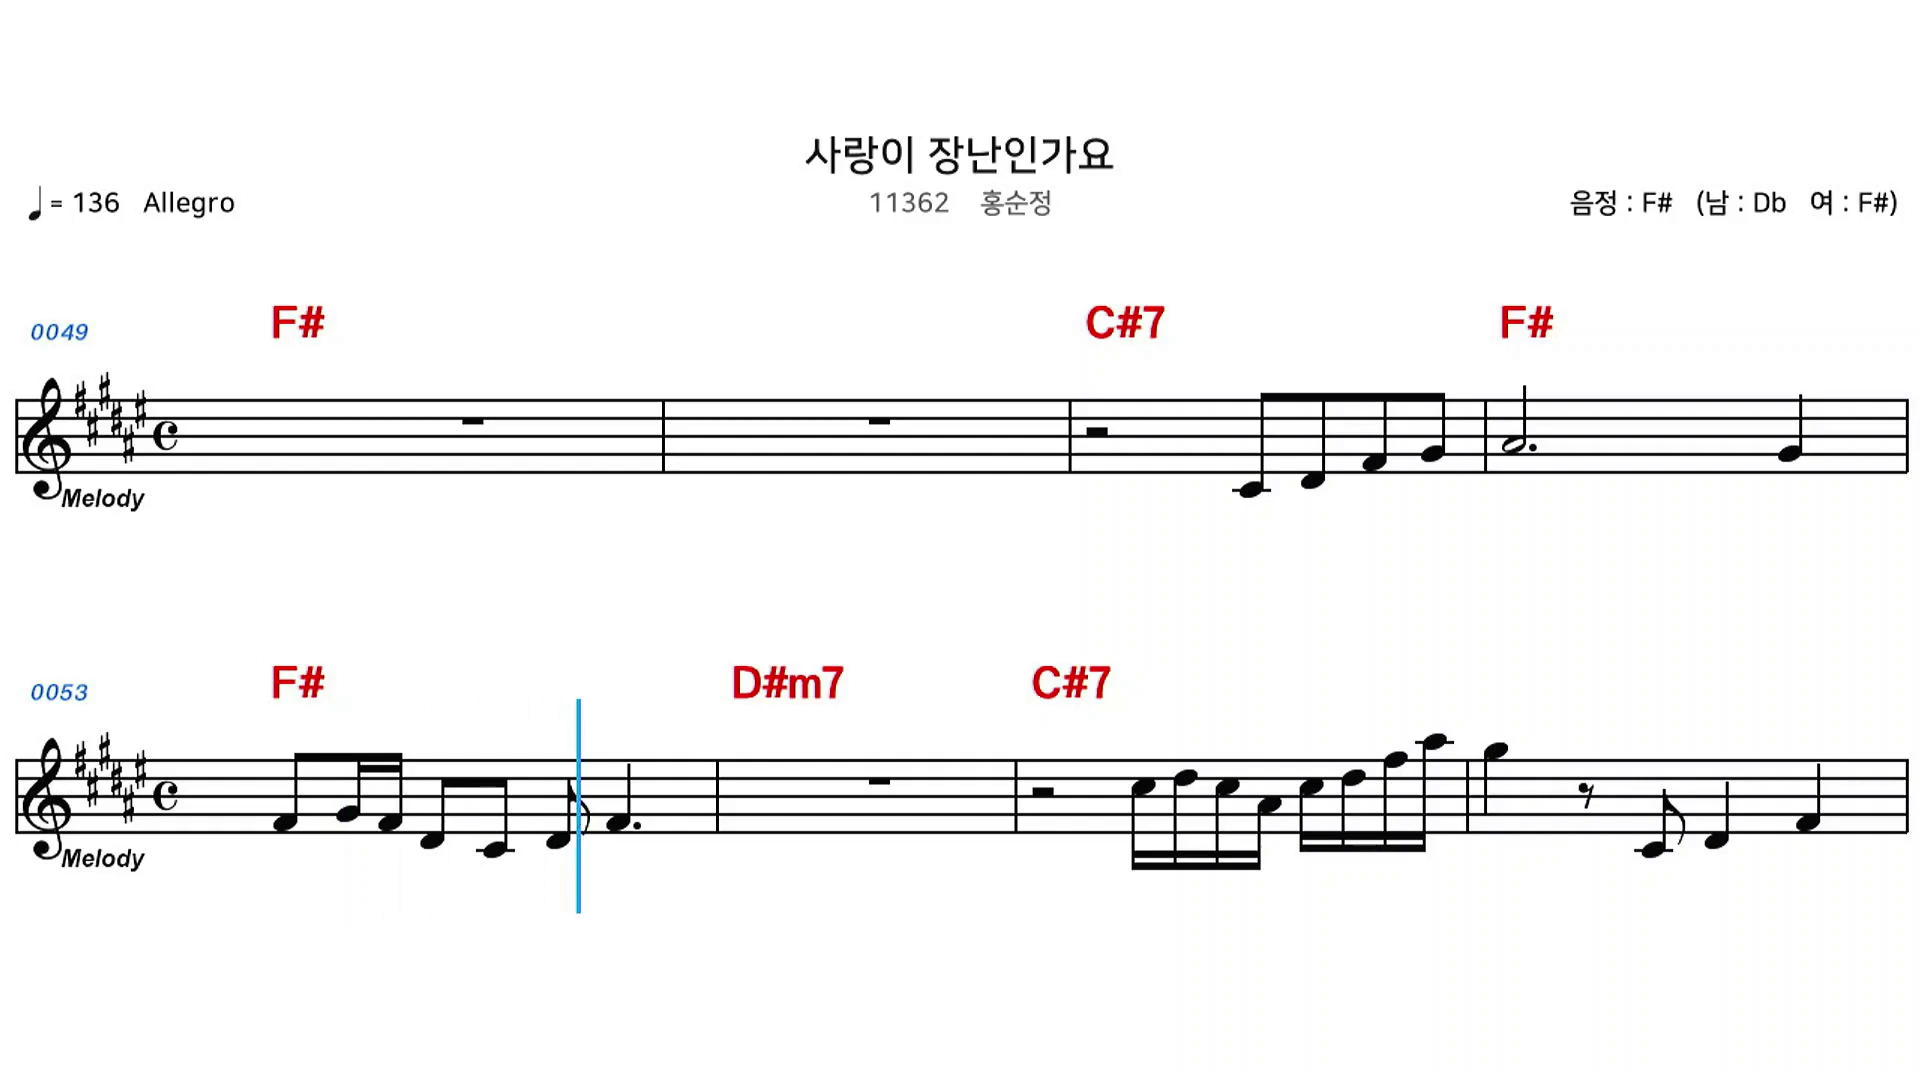 사랑이 장난인가요
♩= 136 Allegro
11362 홍순정
음정 : F# (남 : Db 여 : F#)
0049 F# C#7 F#
Melody
0053 F# D#m7 C#7
Melody